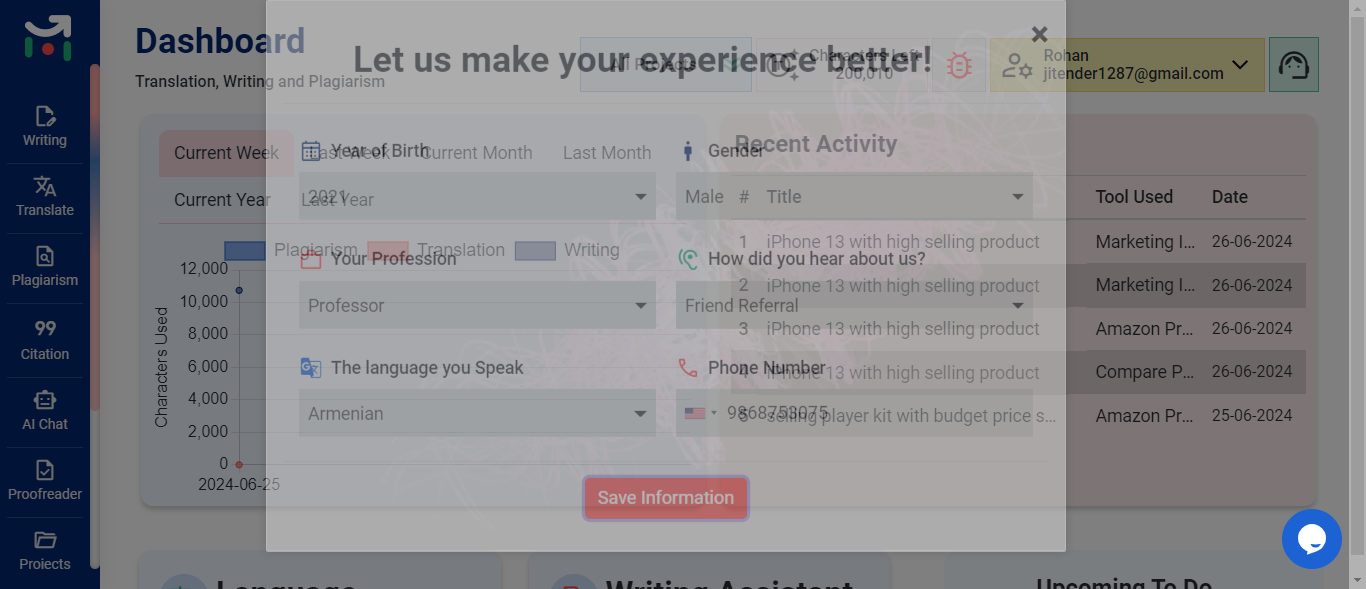 Dashboard
Translation, Writing and Plagiarism
Let us make your experience better!
All Projects
Characters Left
200,010
Rohan
jitender1287@gmail.com
Writing
Translate
Plagiarism
Citation
AI Chat
Proofreader
Projects
Current Week
Last Week
Current Month
Last Month
Current Year
Last Year
Plagiarism
Translation
Writing
12,000
10,000
8,000
6,000
4,000
2,000
0
Characters Used
2024-06-25
Year of Birth
2021
Gender
Male
Your Profession
Professor
How did you hear about us?
Friend Referral
The language you Speak
Armenian
Phone Number
9868753075
Save Information
Recent Activity
# Title Tool Used Date
1 iPhone 13 with high selling product Marketing I... 26-06-2024
2 iPhone 13 with high selling product Marketing I... 26-06-2024
3 iPhone 13 with high selling product Amazon Pr... 26-06-2024
4 iPhone 13 with high selling product Compare P... 26-06-2024
5 selling player kit with budget price s... Amazon Pr... 25-06-2024
Language
Writing Assistant
Upcoming To Do